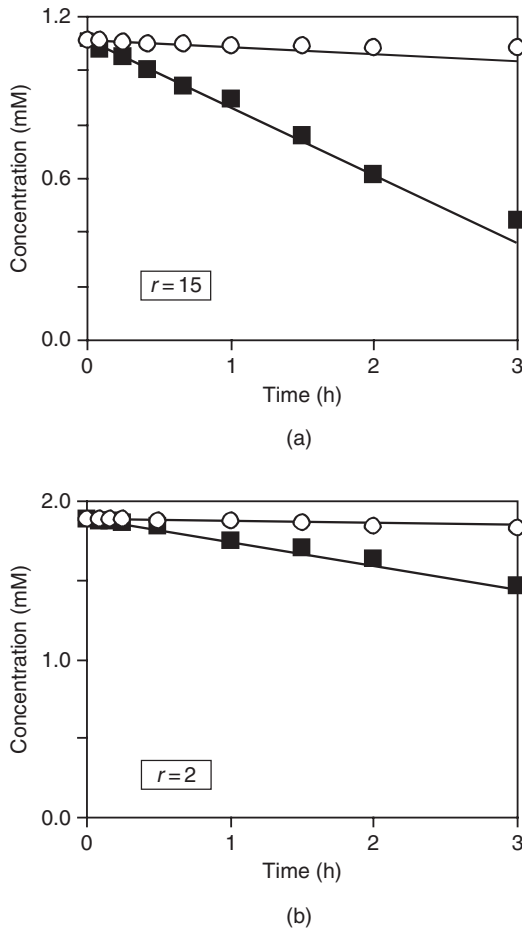 1.2
0.6
0.0
Concentration (mM)
r = 15
0 1 2 3
Time (h)
(a)
2.0
1.0
0.0
Concentration (mM)
r = 2
0 1 2 3
Time (h)
(b)